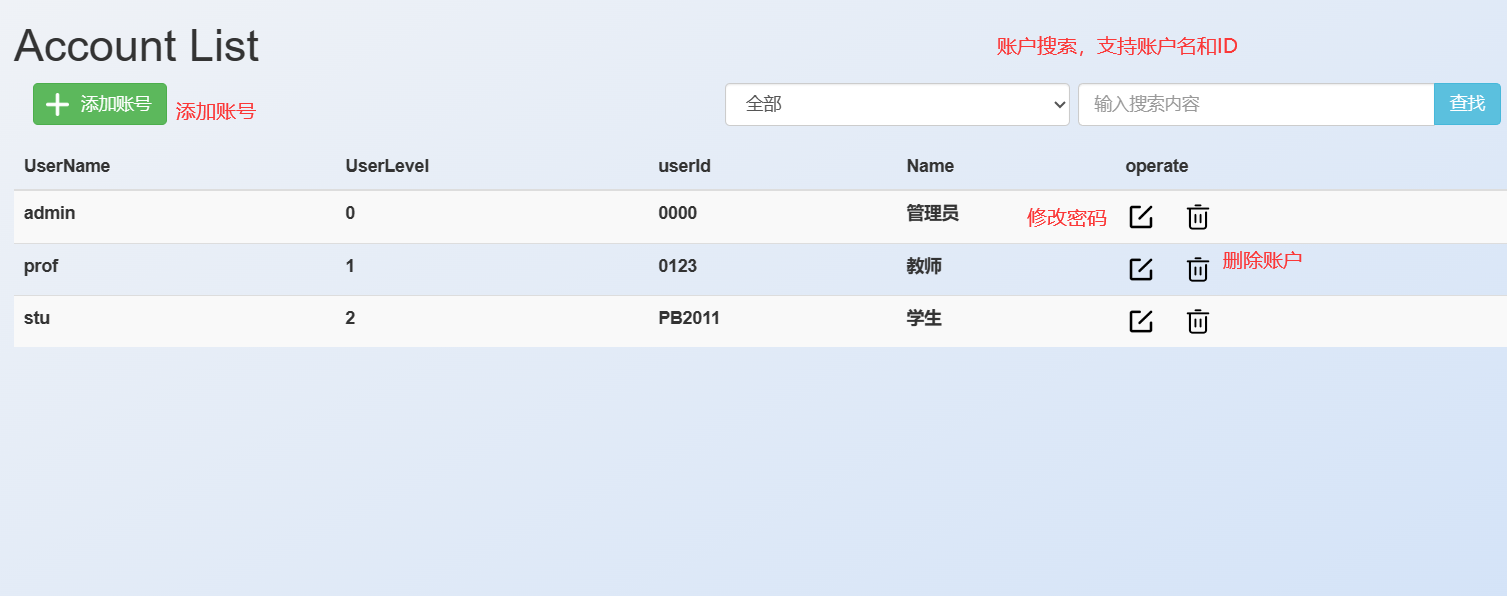 Account List
账户搜索，支持账户名和ID
添加账号 添加账号 全部 输入搜索内容 查找
UserName UserLevel userId Name operate
admin 0 0000 管理员 修改密码
prof 1 0123 教师 删除账户
stu 2 PB2011 学生